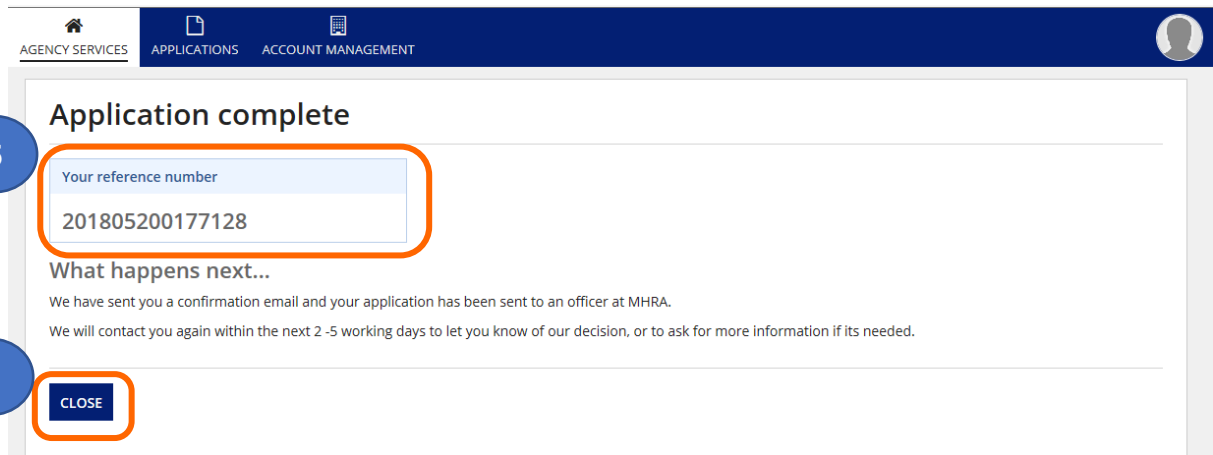 AGENCY SERVICES APPLICATIONS ACCOUNT MANAGEMENT
Application complete
Your reference number
201805200177128
What happens next...
We have sent you a confirmation email and your application has been sent to an officer at MHRA.
We will contact you again within the next 2 -5 working days to let you know of our decision, or to ask for more information if its needed.
CLOSE